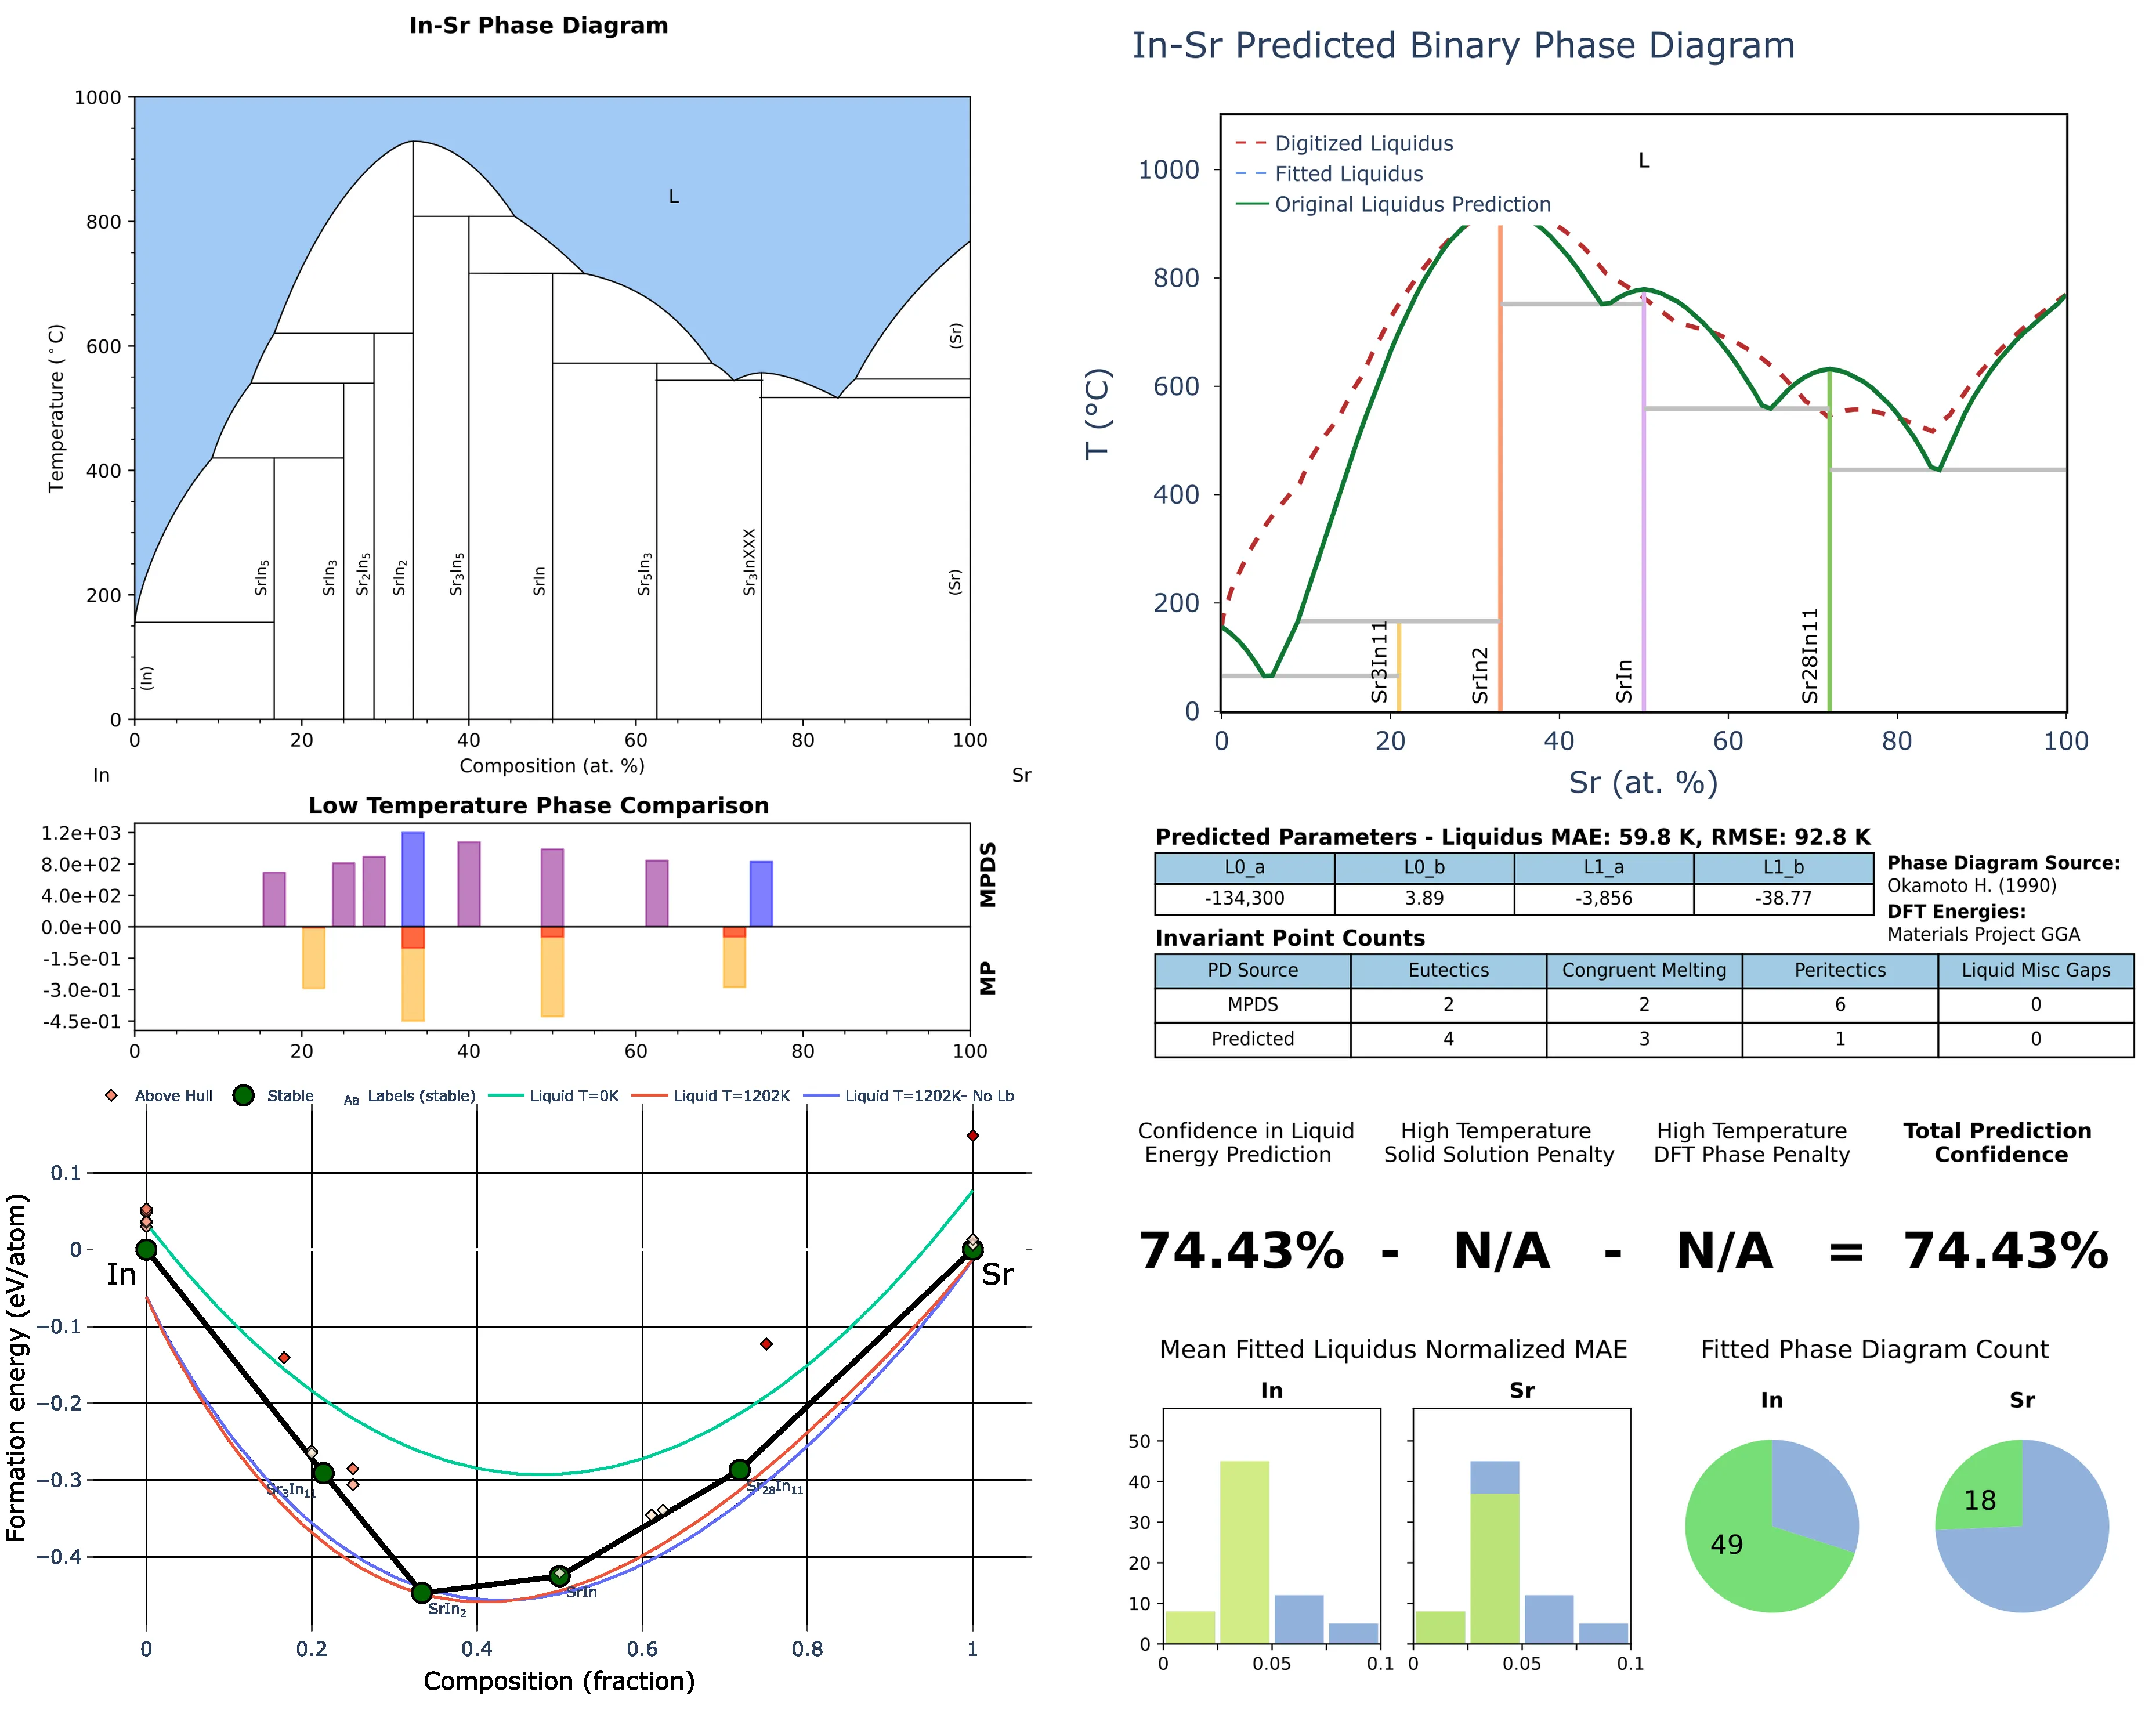 In-Sr Phase Diagram
1000
800
600
400
200
0
Temperature (°C)
L
(In)
SrIn5
SrIn3
Sr2In5
SrIn2
Sr3In5
SrIn
Sr5In3
Sr3InXXX
(Sr)
(Sr)
0 20 40 60 80 100
Composition (at. %)
In Sr
Low Temperature Phase Comparison
1.2e+03
8.0e+02
4.0e+02
0.0e+00
-1.5e-01
-3.0e-01
-4.5e-01
MPDS
MP
0 20 40 60 80 100
Above Hull Stable Aa Labels (stable) Liquid T=0K Liquid T=1202K Liquid T=1202K- No Lb
0.1
0
−0.1
−0.2
−0.3
−0.4
Formation energy (eV/atom)
In
Sr
Sr3In11
SrIn2
SrIn
Sr28In11
0 0.2 0.4 0.6 0.8 1
Composition (fraction)
In-Sr Predicted Binary Phase Diagram
Digitized Liquidus
Fitted Liquidus
Original Liquidus Prediction
L
1000
800
600
400
200
0
T (°C)
Sr3In11
SrIn2
SrIn
Sr28In11
0 20 40 60 80 100
Sr (at. %)
Predicted Parameters - Liquidus MAE: 59.8 K, RMSE: 92.8 K
L0_a L0_b L1_a L1_b
-134,300 3.89 -3,856 -38.77
Phase Diagram Source:
Okamoto H. (1990)
DFT Energies:
Materials Project GGA
Invariant Point Counts
PD Source Eutectics Congruent Melting Peritectics Liquid Misc Gaps
MPDS 2 2 6 0
Predicted 4 3 1 0
Confidence in Liquid
Energy Prediction
High Temperature
Solid Solution Penalty
High Temperature
DFT Phase Penalty
Total Prediction
Confidence
74.43% - N/A - N/A = 74.43%
Mean Fitted Liquidus Normalized MAE
In Sr
50
40
30
20
10
0
0 0.05 0.1
0 0.05 0.1
Fitted Phase Diagram Count
In Sr
49
18